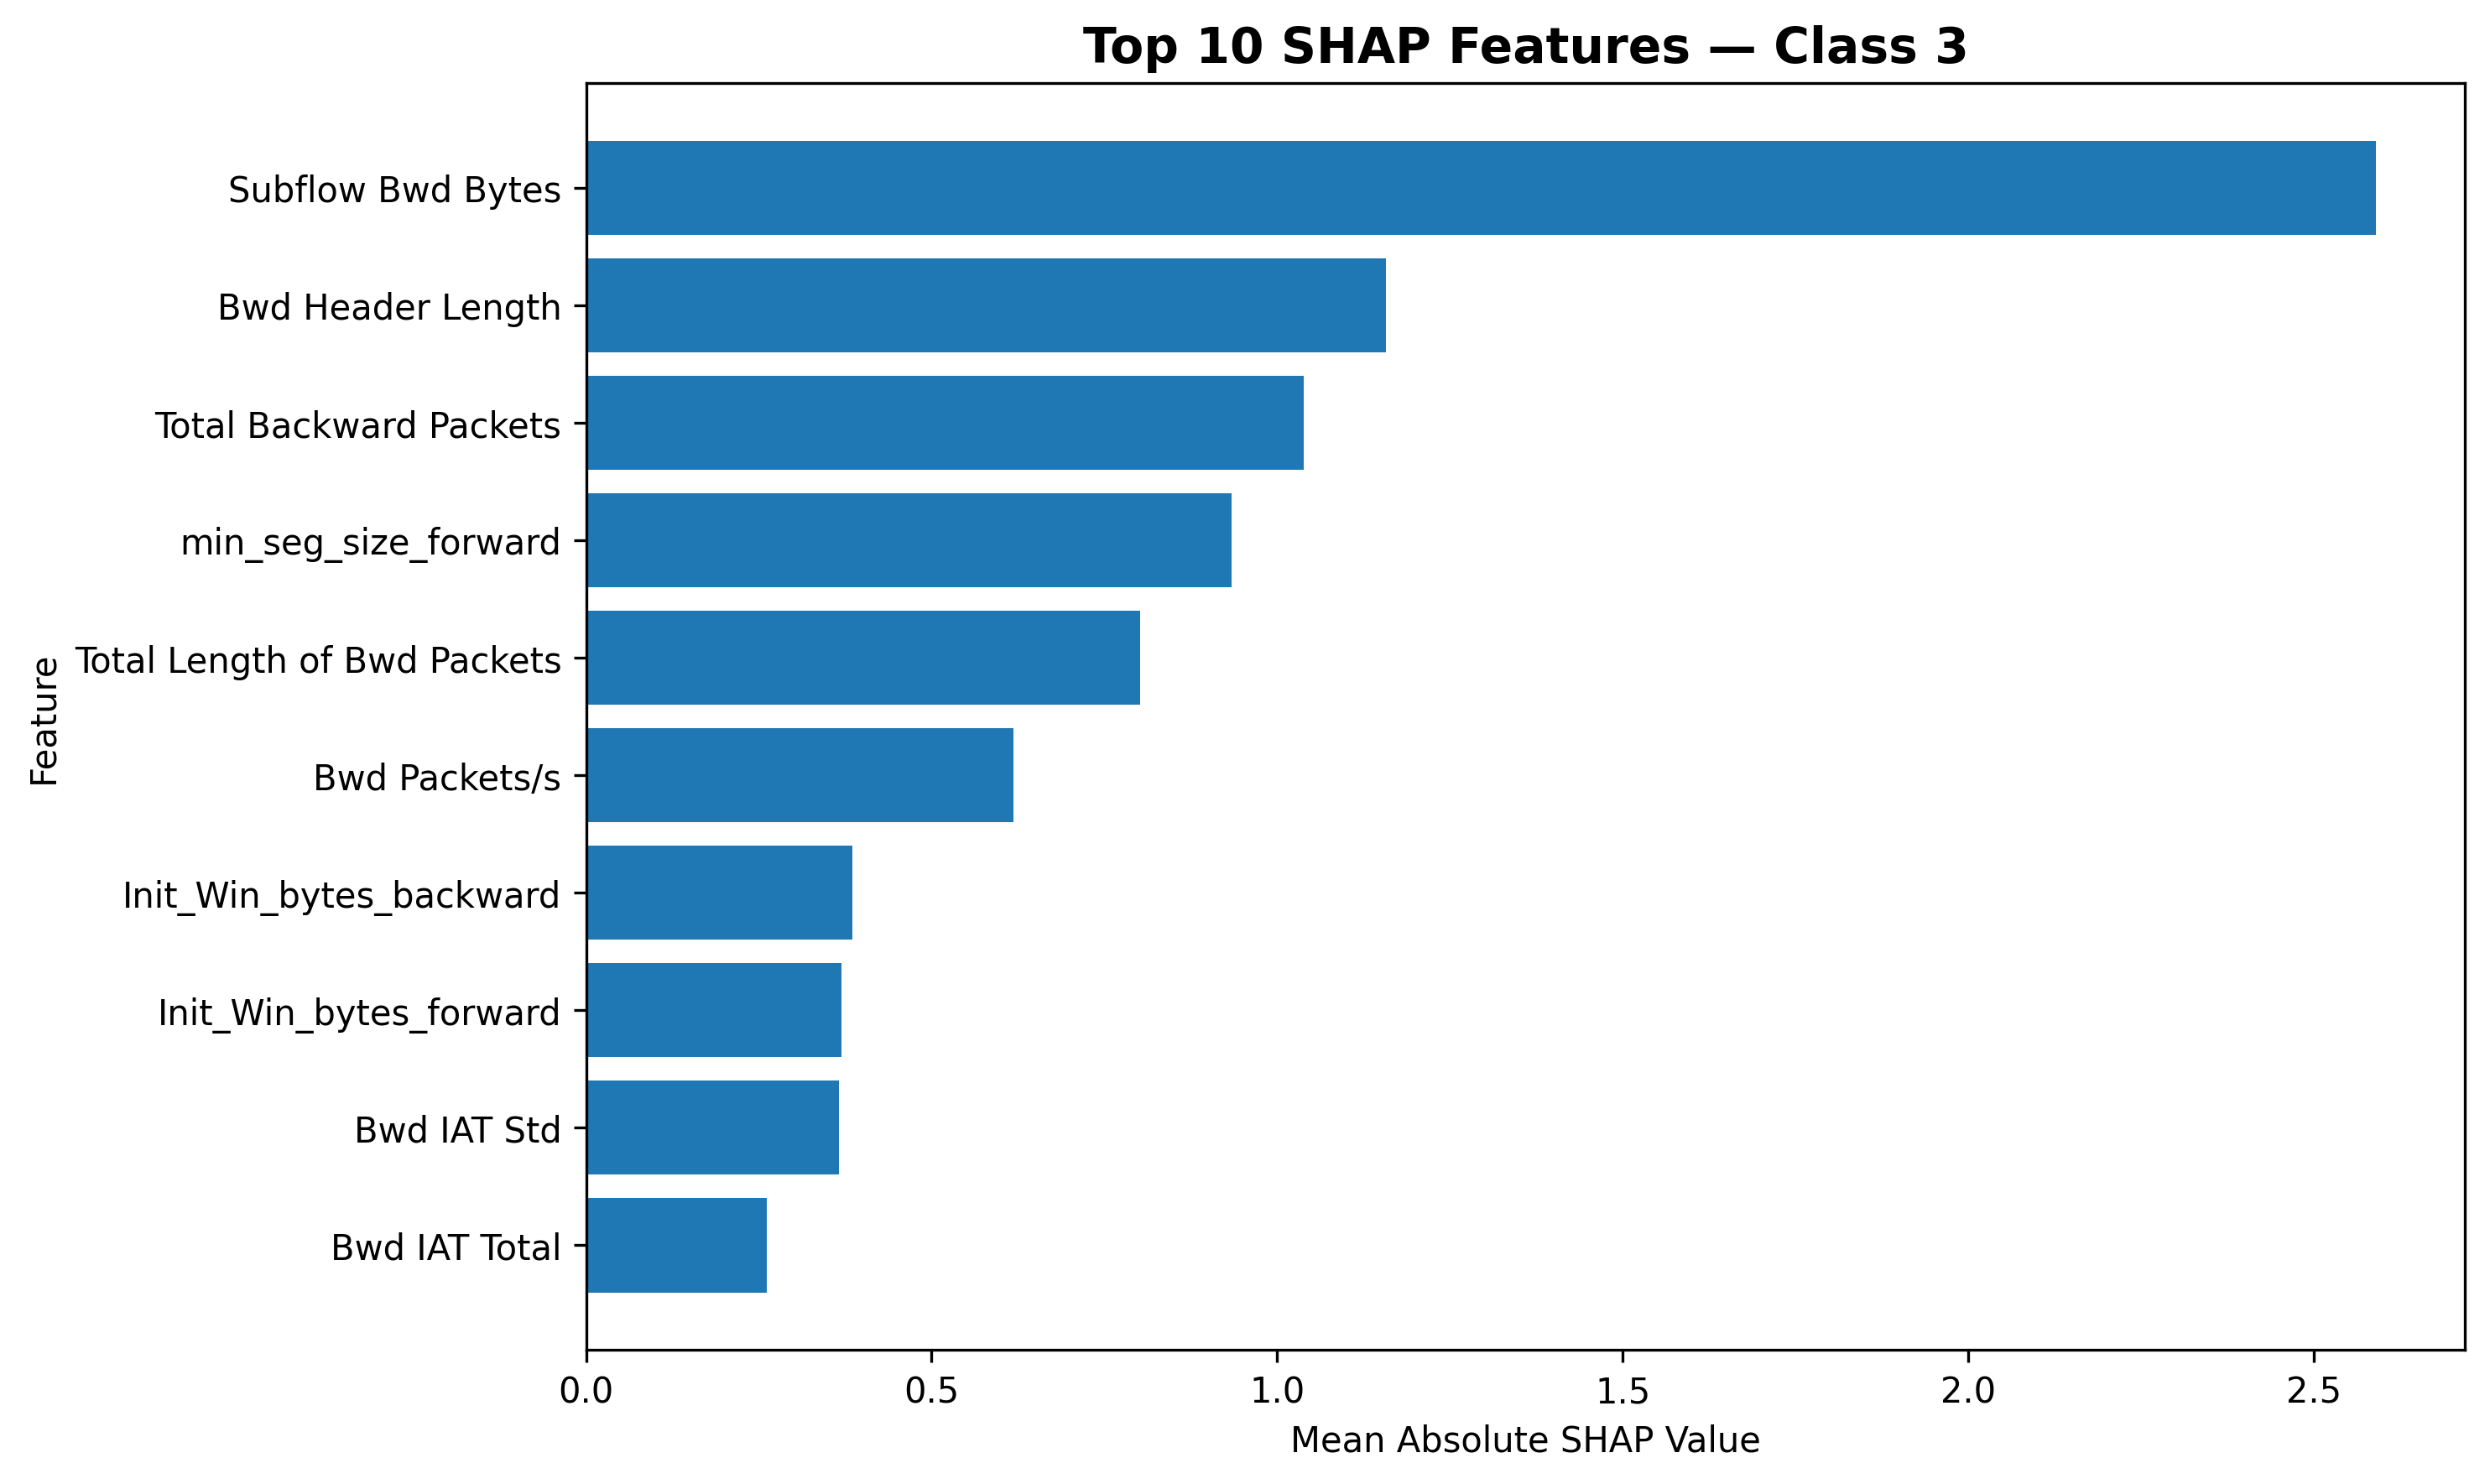 Top 10 SHAP Features — Class 3
Feature
Subflow Bwd Bytes
Bwd Header Length
Total Backward Packets
min_seg_size_forward
Total Length of Bwd Packets
Bwd Packets/s
Init_Win_bytes_backward
Init_Win_bytes_forward
Bwd IAT Std
Bwd IAT Total
0.0 0.5 1.0 1.5 2.0 2.5
Mean Absolute SHAP Value